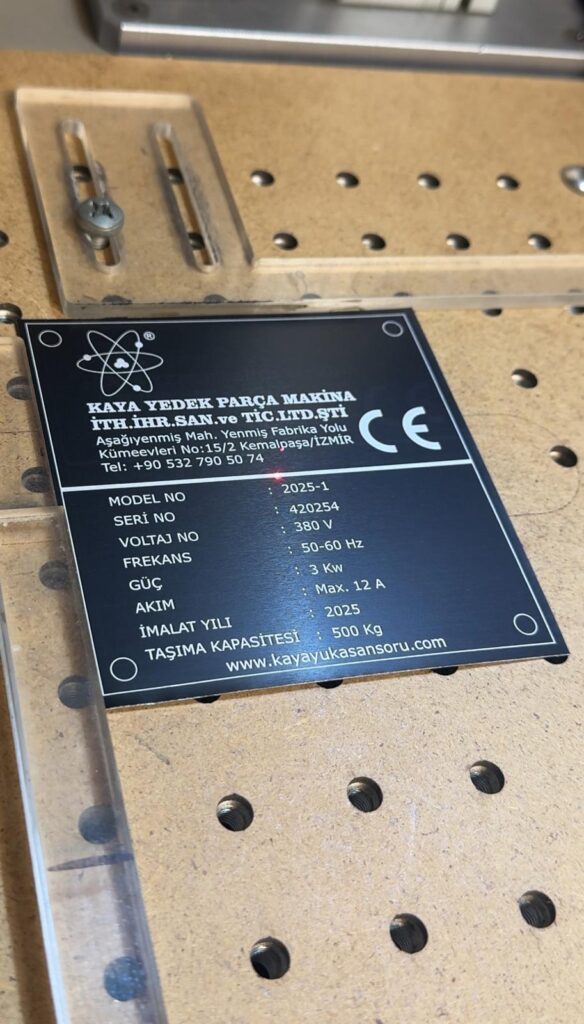 ®
KAYA YEDEK PARÇA MAKİNA
İTH.İHR.SAN.ve TİC.LTD.ŞTİ
Aşağıyenmiş Mah. Yenmiş Fabrika Yolu
Kümeevleri No:15/2 Kemalpaşa/İZMİR
Tel: +90 532 790 50 74
CE
MODEL NO : 2025-1
SERİ NO : 420254
VOLTAJ NO : 380 V
FREKANS : 50-60 Hz
GÜÇ : 3 Kw
AKIM : Max. 12 A
İMALAT YILI : 2025
TAŞIMA KAPASİTESİ : 500 Kg
www.kayayukasansoru.com